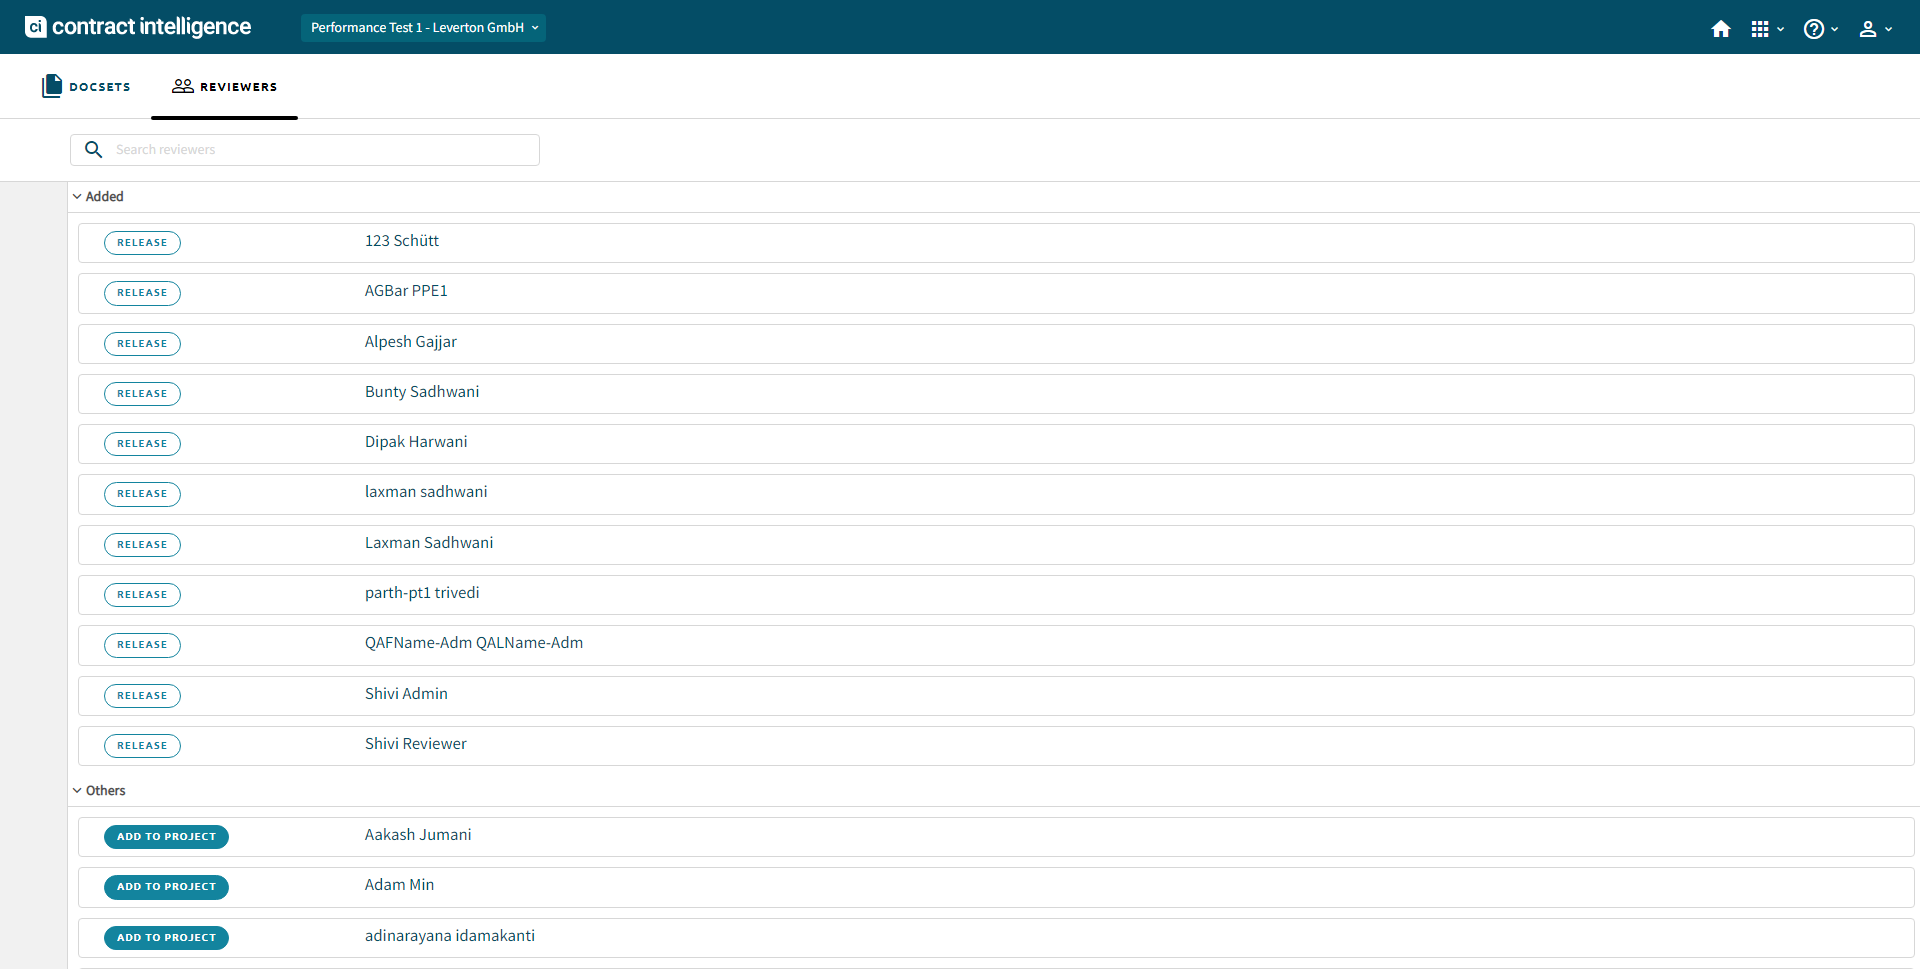 ci contract intelligence
Performance Test 1 - Leverton GmbH
DOCSETS
REVIEWERS
Search reviewers
Added
RELEASE 123 Schütt
RELEASE AGBar PPE1
RELEASE Alpesh Gajjar
RELEASE Bunty Sadhwani
RELEASE Dipak Harwani
RELEASE laxman sadhwani
RELEASE Laxman Sadhwani
RELEASE parth-pt1 trivedi
RELEASE QAFName-Adm QALName-Adm
RELEASE Shivi Admin
RELEASE Shivi Reviewer
Others
ADD TO PROJECT Aakash Jumani
ADD TO PROJECT Adam Min
ADD TO PROJECT adinarayana idamakanti